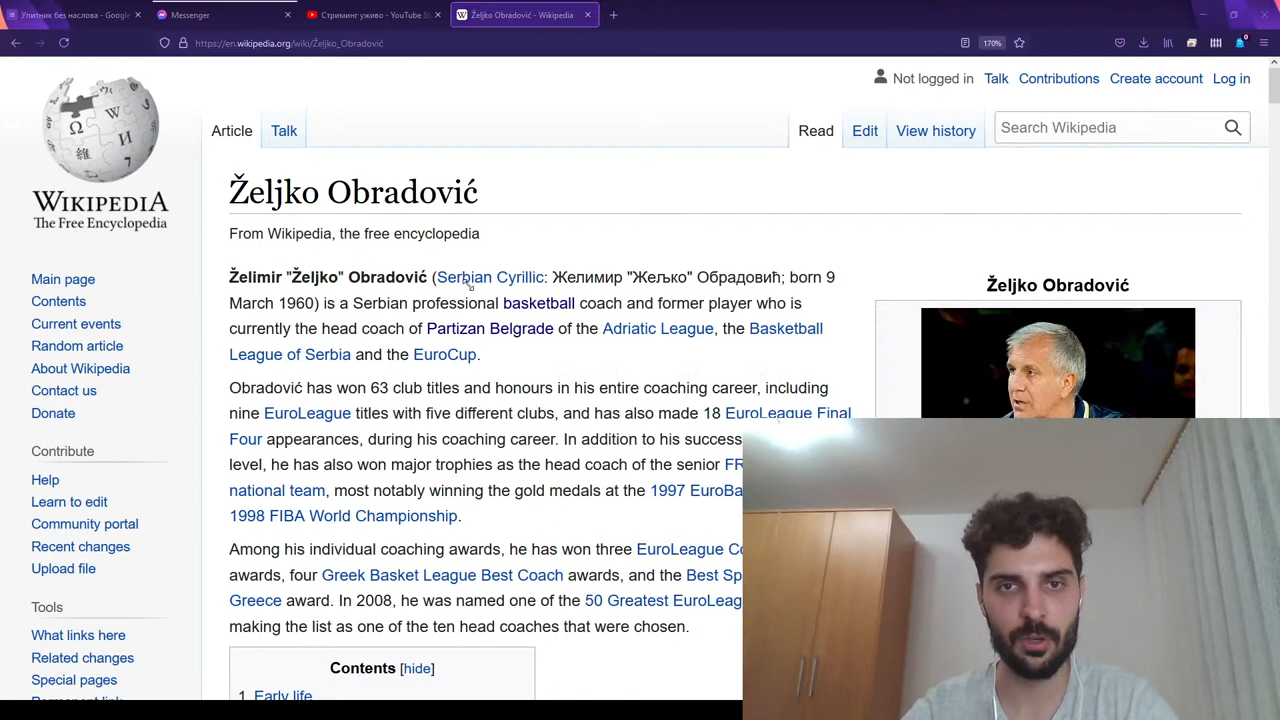 Упитник без наслова - Google
Messenger
Стриминг уживо - YouTube St
Željko Obradović - Wikipedia
https://en.wikipedia.org/wiki/Željko_Obradović
170%
0
Not logged in Talk Contributions Create account Log in
Article Talk
Read Edit View history
Search Wikipedia
WIKIPEDIA
The Free Encyclopedia
Main page
Contents
Current events
Random article
About Wikipedia
Contact us
Donate
Contribute
Help
Learn to edit
Community portal
Recent changes
Upload file
Tools
What links here
Related changes
Special pages
Željko Obradović
From Wikipedia, the free encyclopedia
Želimir "Željko" Obradović (Serbian Cyrillic: Желимир "Жељко" Обрадовић; born 9
March 1960) is a Serbian professional basketball coach and former player who is
currently the head coach of Partizan Belgrade of the Adriatic League, the Basketball
League of Serbia and the EuroCup.
Obradović has won 63 club titles and honours in his entire coaching career, including
nine EuroLeague titles with five different clubs, and has also made 18 EuroLeague Final
Four appearances, during his coaching career. In addition to his success
level, he has also won major trophies as the head coach of the senior FR
national team, most notably winning the gold medals at the 1997 EuroBa
1998 FIBA World Championship.
Among his individual coaching awards, he has won three EuroLeague Co
awards, four Greek Basket League Best Coach awards, and the Best Sp
Greece award. In 2008, he was named one of the 50 Greatest EuroLeag
making the list as one of the ten head coaches that were chosen.
Contents [hide]
1 Early life
Željko Obradović